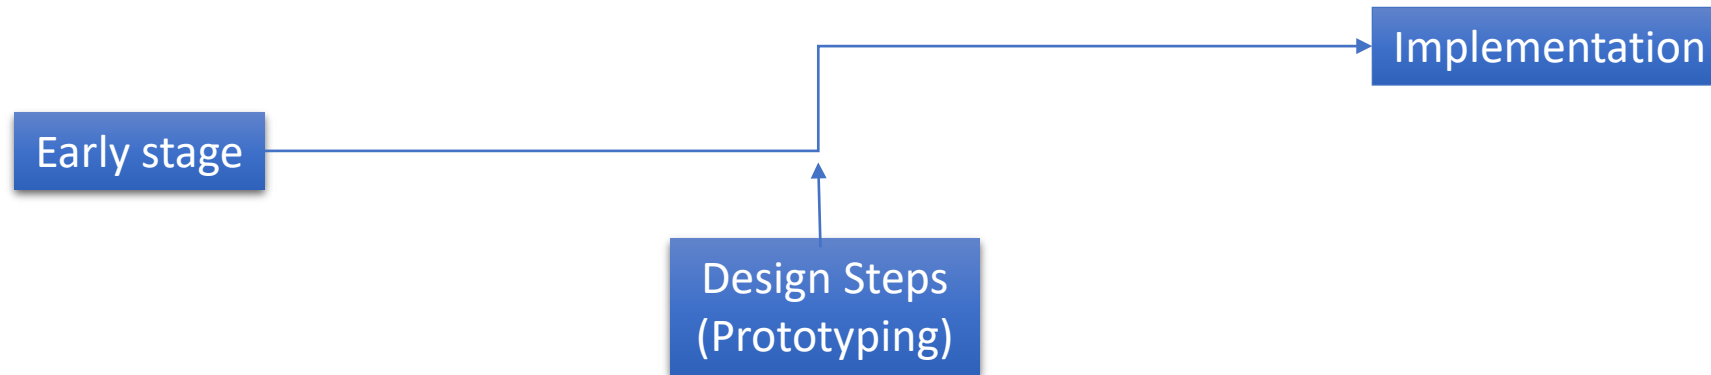 Implementation
Early stage
Design Steps
(Prototyping)